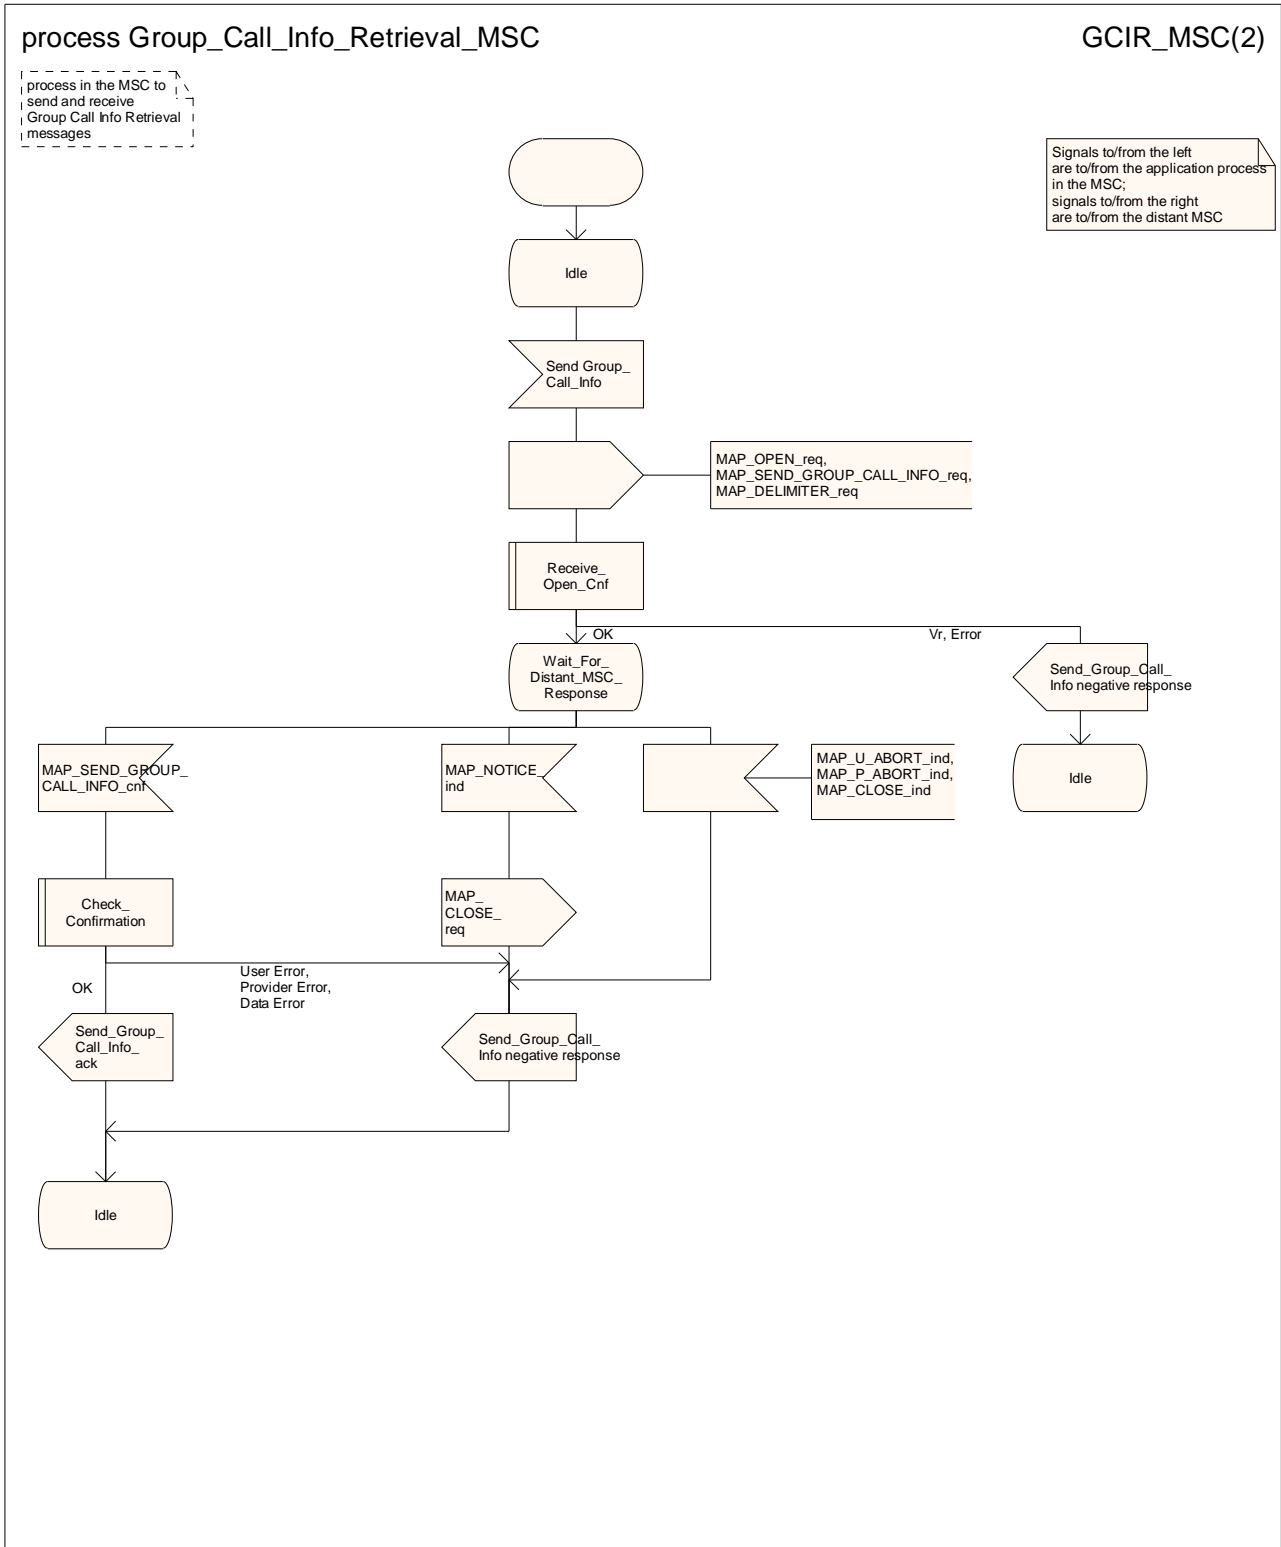 process Group_Call_Info_Retrieval_MSC
GCIR_MSC(2)
process in the MSC to
send and receive
Group Call Info Retrieval
messages
Signals to/from the left
are to/from the application process
in the MSC;
signals to/from the right
are to/from the distant MSC
Idle
Send Group_
Call_Info
MAP_OPEN_req,
MAP_SEND_GROUP_CALL_INFO_req,
MAP_DELIMITER_req
Receive_
Open_Cnf
OK
Vr, Error
Wait_For_
Distant_MSC_
Response
Send_Group_Call_
Info negative response
MAP_SEND_GROUP_
CALL_INFO_cnf
MAP_NOTICE_
ind
MAP_U_ABORT_ind,
MAP_P_ABORT_ind,
MAP_CLOSE_ind
Idle
Check_
Confirmation
MAP_
CLOSE_
req
User Error,
Provider Error,
Data Error
OK
Send_Group_
Call_Info_
ack
Send_Group_Call_
Info negative response
Idle